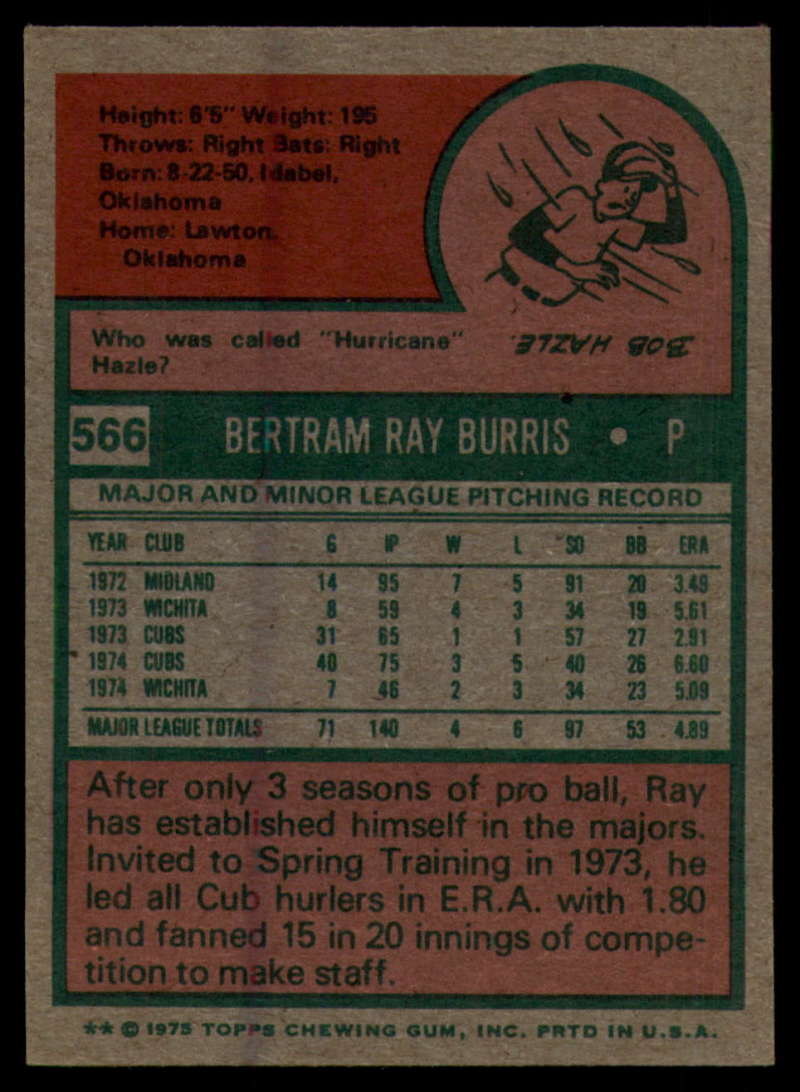 Height: 6'5" Weight: 195
Throws: Right Bats: Right
Born: 8-22-50, Idabel,
Oklahoma
Home: Lawton,
Oklahoma
Who was called "Hurricane"
Hazle?
BOB HAZLE.
566 BERTRAM RAY BURRIS • P
MAJOR AND MINOR LEAGUE PITCHING RECORD
YEAR CLUB G IP W L SO BB ERA
1972 MIDLAND 14 95 7 5 91 20 3.49
1973 WICHITA 8 59 4 3 34 19 5.61
1973 CUBS 31 65 1 1 57 27 2.91
1974 CUBS 40 75 3 5 40 26 6.60
1974 WICHITA 7 46 2 3 34 23 5.09
MAJOR LEAGUE TOTALS 71 140 4 6 97 53 4.89
After only 3 seasons of pro ball, Ray
has established himself in the majors.
Invited to Spring Training in 1973, he
led all Cub hurlers in E.R.A. with 1.80
and fanned 15 in 20 innings of compe-
tition to make staff.
** © 1975 TOPPS CHEWING GUM, INC. PRTD IN U.S.A.